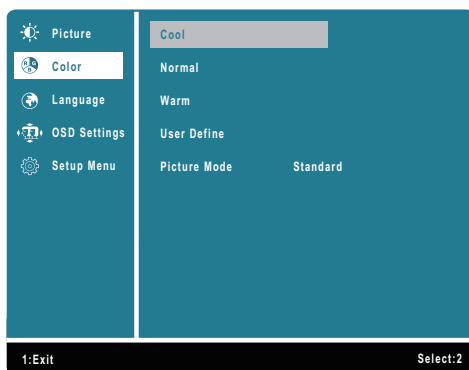 Picture
Color
Language
OSD Settings
Setup Menu
Cool
Normal
Warm
User Define
Picture Mode Standard
1:Exit Select:2